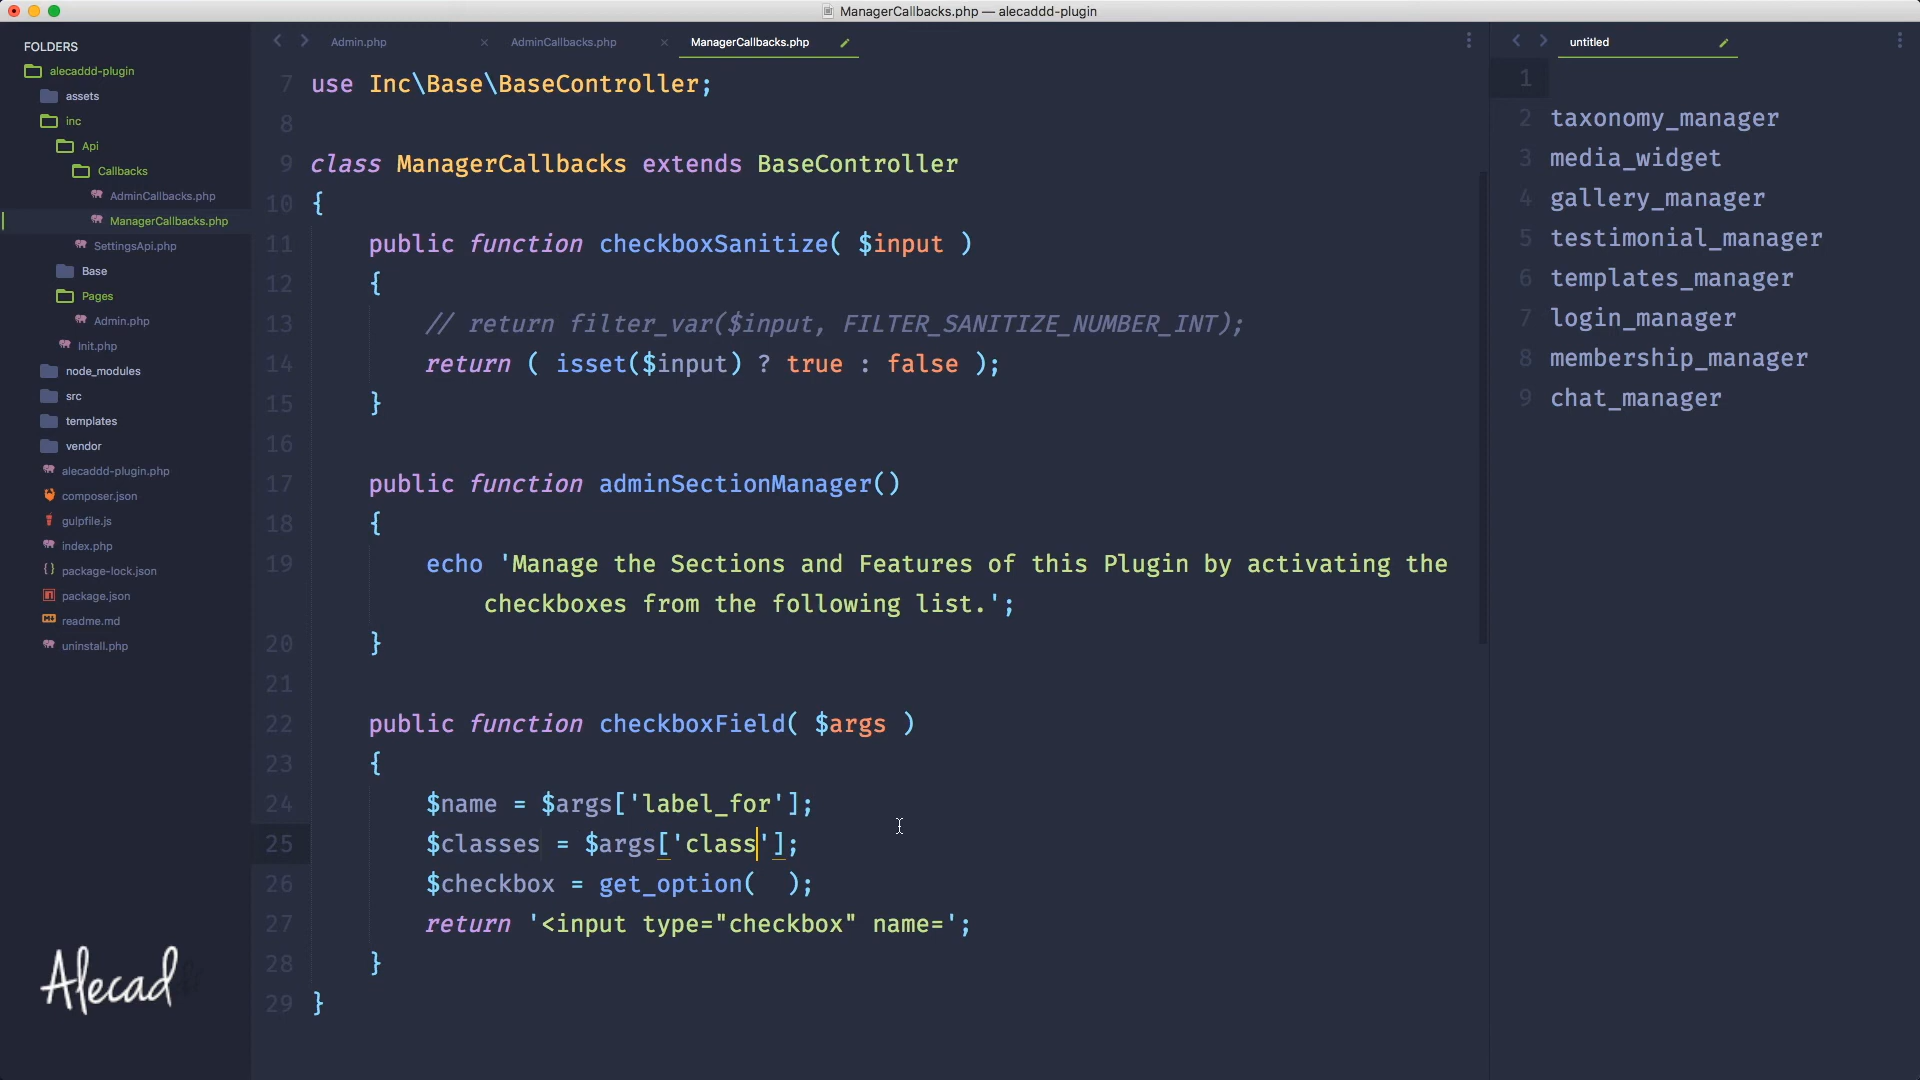 ManagerCallbacks.php — alecaddd-plugin
FOLDERS
alecaddd-plugin
assets
inc
Api
Callbacks
AdminCallbacks.php
ManagerCallbacks.php
SettingsApi.php
Base
Pages
Admin.php
Init.php
node_modules
src
templates
vendor
alecaddd-plugin.php
composer.json
gulpfile.js
index.php
package-lock.json
package.json
readme.md
uninstall.php
Alecad
Admin.php
AdminCallbacks.php
ManagerCallbacks.php
7 use Inc\Base\BaseController;
8
9 class ManagerCallbacks extends BaseController
10 {
11 public function checkboxSanitize( $input )
12 {
13 // return filter_var($input, FILTER_SANITIZE_NUMBER_INT);
14 return ( isset($input) ? true : false );
15 }
16
17 public function adminSectionManager()
18 {
19 echo 'Manage the Sections and Features of this Plugin by activating the
checkboxes from the following list.';
20 }
21
22 public function checkboxField( $args )
23 {
24 $name = $args['label_for'];
25 $classes = $args['class'];
26 $checkbox = get_option(  );
27 return '<input type="checkbox" name=';
28 }
29 }
untitled
1
2 taxonomy_manager
3 media_widget
4 gallery_manager
5 testimonial_manager
6 templates_manager
7 login_manager
8 membership_manager
9 chat_manager